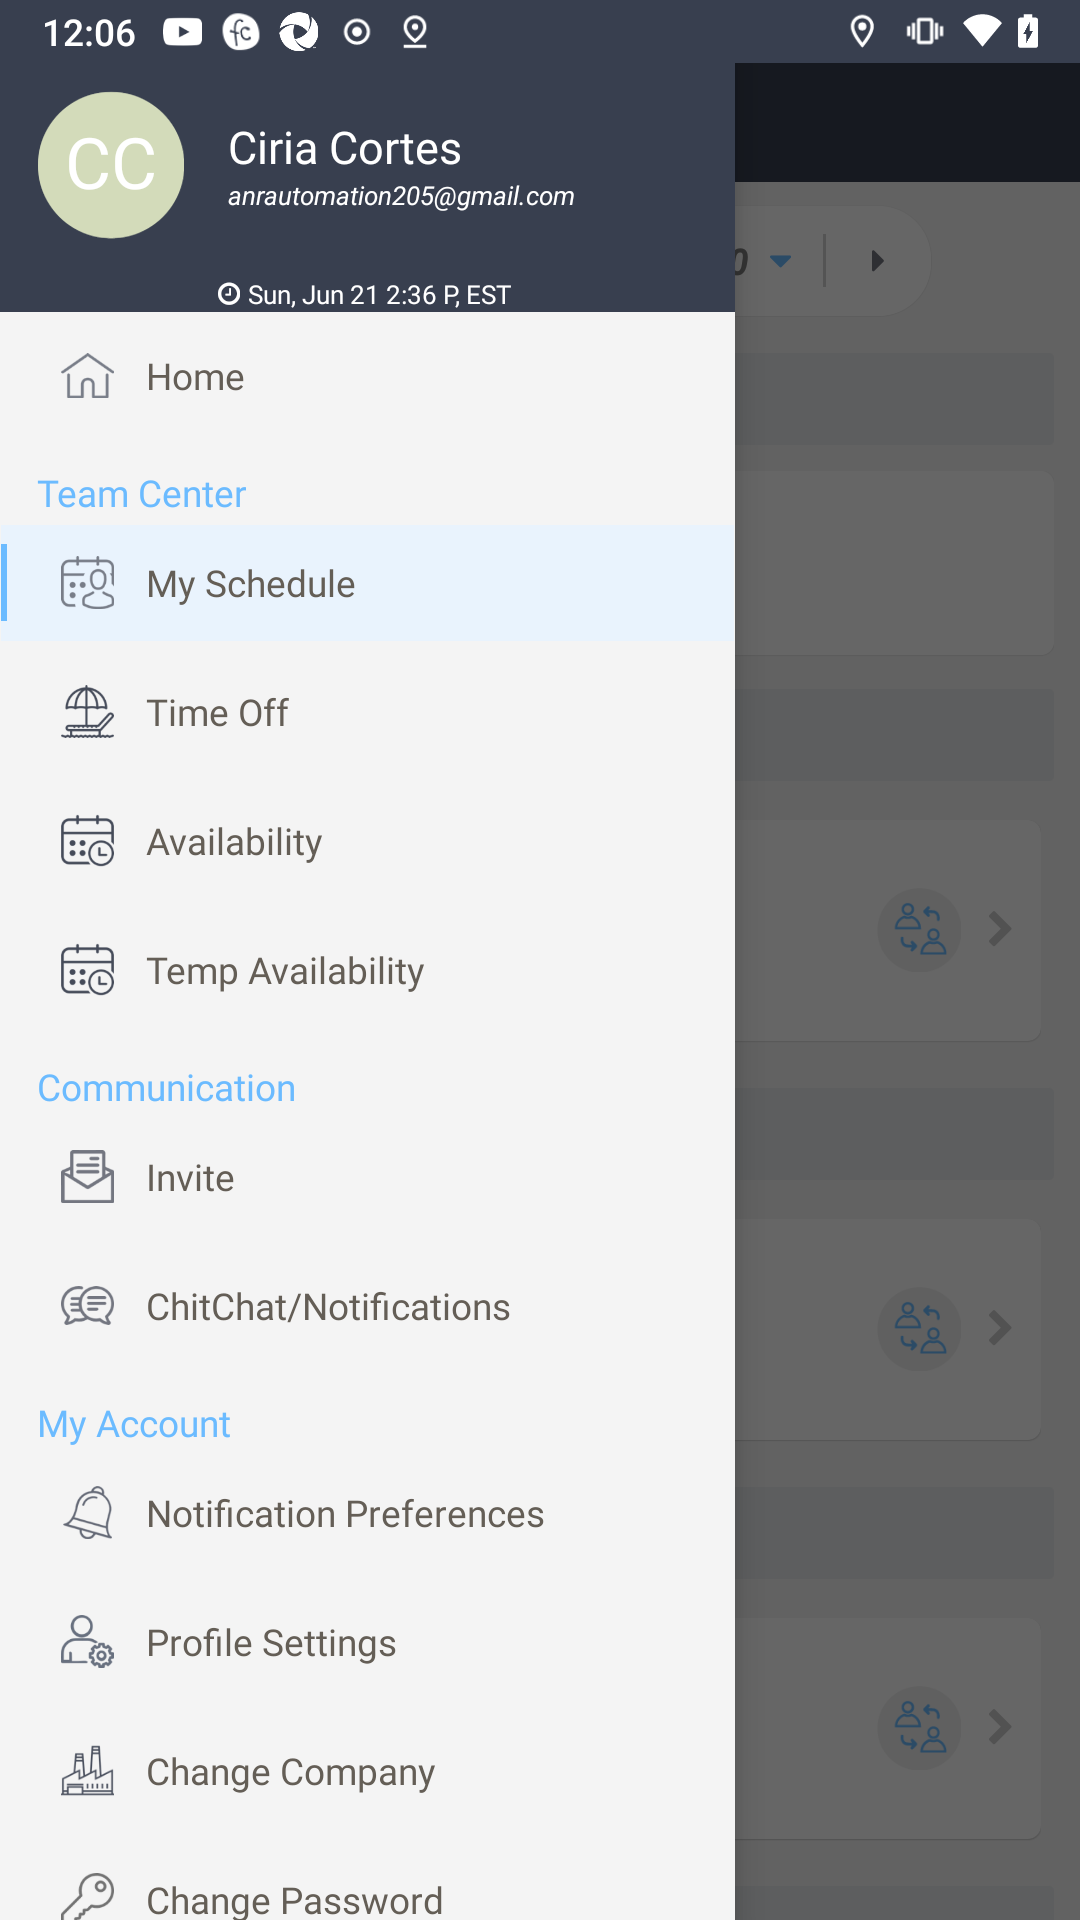 12:06
CC
Ciria Cortes
anrautomation205@gmail.com
Sun, Jun 21 2:36 P, EST
Home
Team Center
My Schedule
Time Off
Availability
Temp Availability
Communication
Invite
ChitChat/Notifications
My Account
Notification Preferences
Profile Settings
Change Company
Change Password